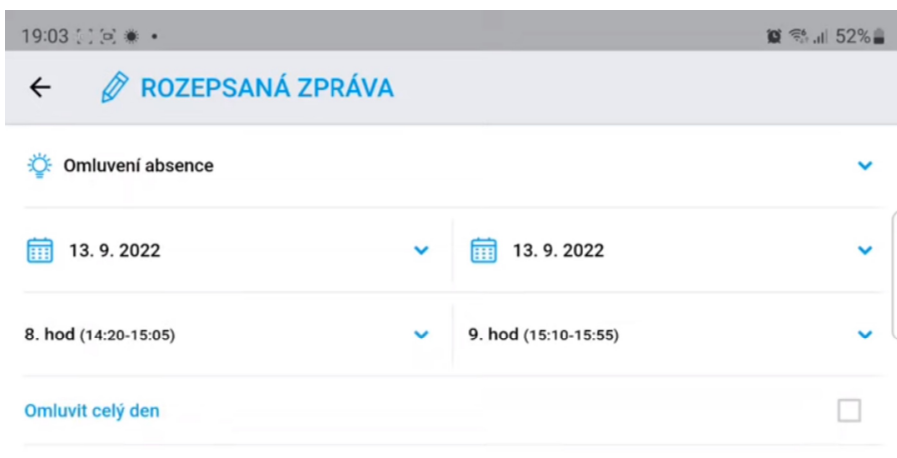 19:03 52%
ROZEPSANÁ ZPRÁVA
Omluvení absence
13. 9. 2022 13. 9. 2022
8. hod (14:20-15:05) 9. hod (15:10-15:55)
Omluvit celý den